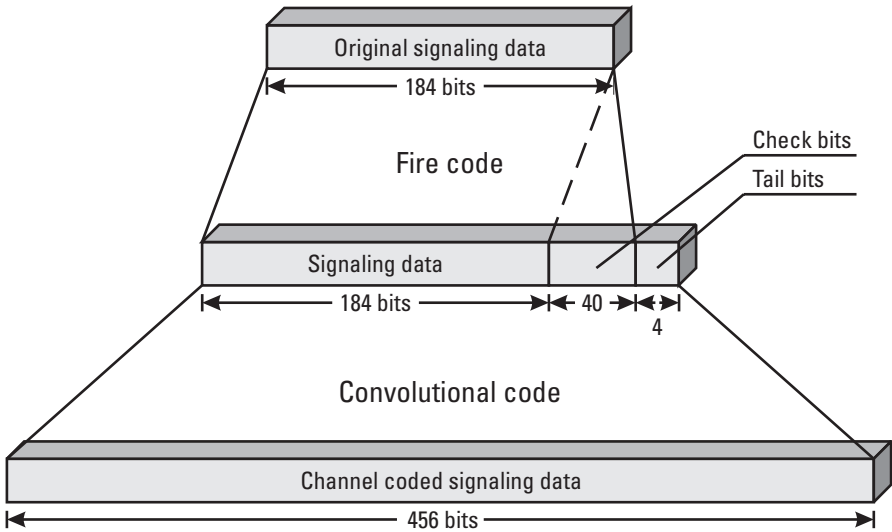 Original signaling data
184 bits
Fire code
Check bits
Tail bits
Signaling data
184 bits
40
4
Convolutional code
Channel coded signaling data
456 bits